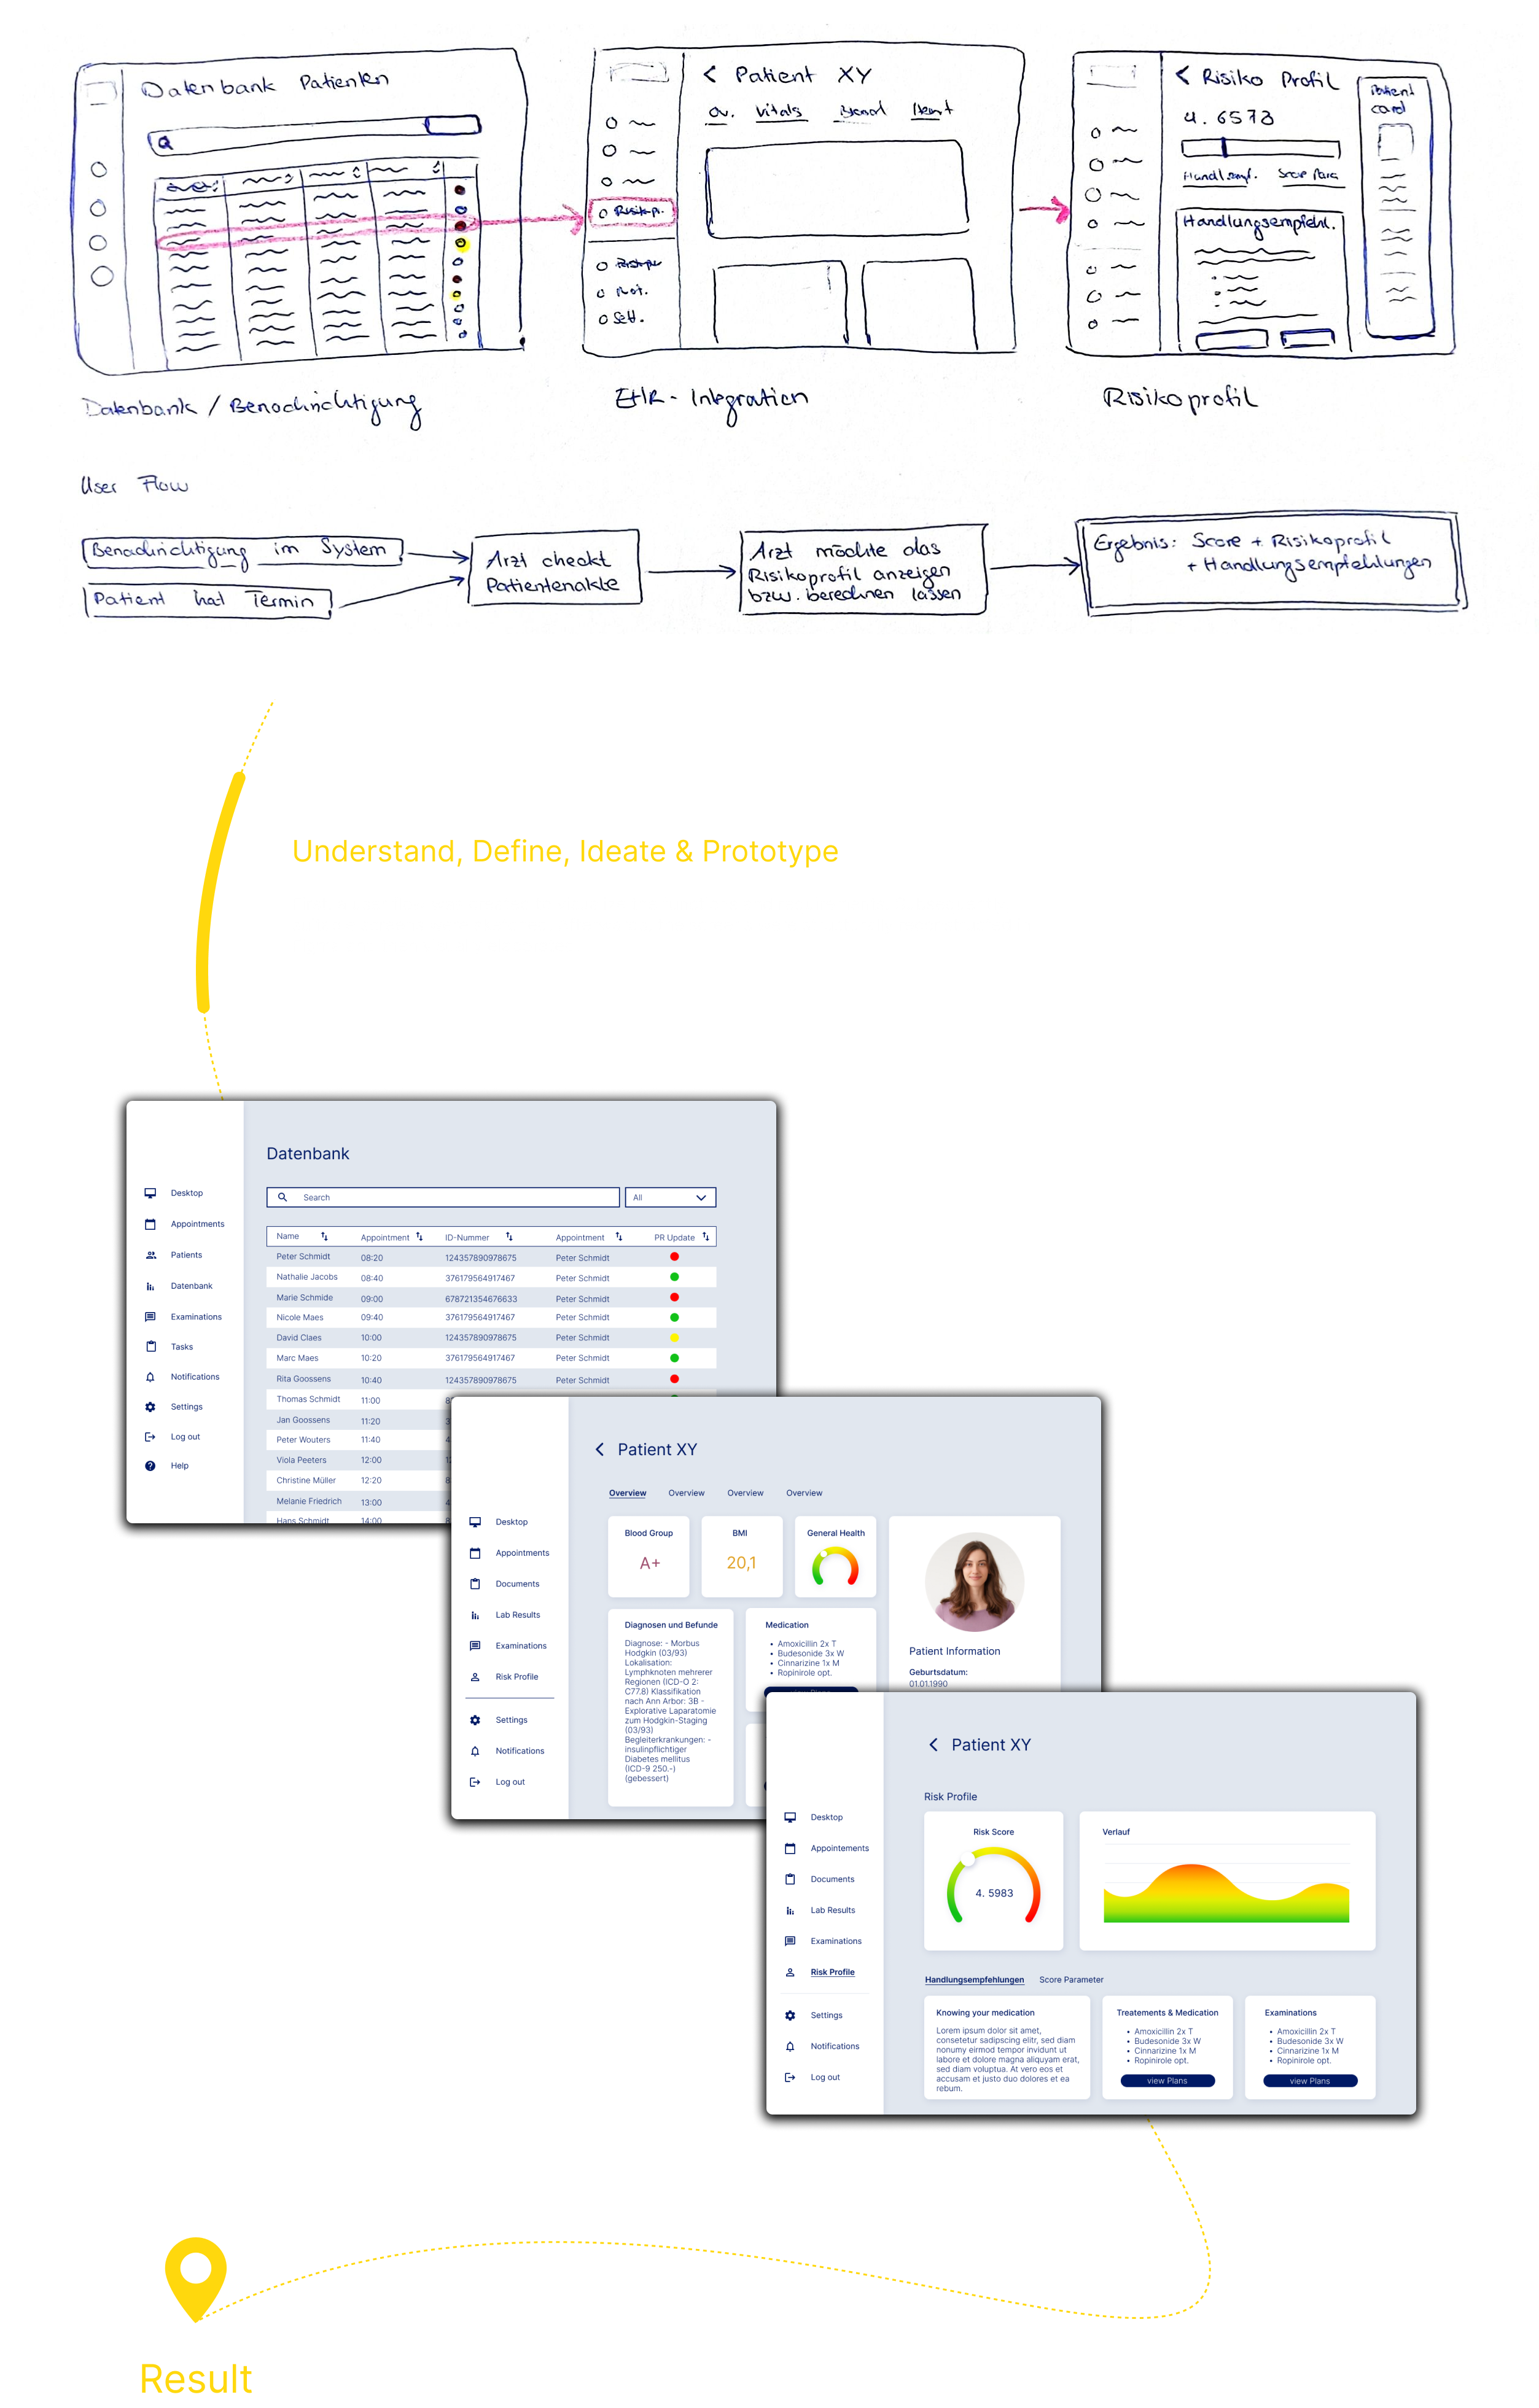 Datenbank Patienten
< Patient XY
Ov. Vitals
Risikop.
Not.
Sett.
< Risiko Profil
4. 6573
Handl.empf. Score Para
Handlungsempfehl.
Patient
card
Datenbank / Benachrichtigung
EHR - Integration
Risikoprofil
User Flow
Benachrichtigung im System
Patient hat Termin
Arzt checkt
Patientenakte
Arzt möchte das
Risikoprofil anzeigen
bzw. berechnen lassen
Ergebnis: Score + Risikoprofil
+ Handlungsempfehlungen
Understand, Define, Ideate & Prototype
Datenbank
Desktop
Appointments
Patients
Datenbank
Examinations
Tasks
Notifications
Settings
Log out
Help
Search
All
Name Appointment ID-Nummer Appointment PR Update
Peter Schmidt 08:20 124357890978675 Peter Schmidt
Nathalie Jacobs 08:40 376179564917467 Peter Schmidt
Marie Schmide 09:00 678721354676633 Peter Schmidt
Nicole Maes 09:40 376179564917467 Peter Schmidt
David Claes 10:00 124357890978675 Peter Schmidt
Marc Maes 10:20 376179564917467 Peter Schmidt
Rita Goossens 10:40 124357890978675 Peter Schmidt
Thomas Schmidt 11:00
Jan Goossens 11:20
Peter Wouters 11:40
Viola Peeters 12:00
Christine Müller 12:20
Melanie Friedrich 13:00
Hans Schmidt 14:00
Patient XY
Desktop
Appointments
Documents
Lab Results
Examinations
Risk Profile
Settings
Notifications
Log out
Overview Overview Overview Overview
Blood Group
A+
BMI
20,1
General Health
Diagnosen und Befunde
Diagnose: - Morbus
Hodgkin (03/93)
Lokalisation:
Lymphknoten mehrerer
Regionen (ICD-O 2:
C77.8) Klassifikation
nach Ann Arbor: 3B -
Explorative Laparatomie
zum Hodgkin-Staging
(03/93)
Begleiterkrankungen: -
insulinpflichtiger
Diabetes mellitus
(ICD-9 250.-)
(gebessert)
Medication
• Amoxicillin 2x T
• Budesonide 3x W
• Cinnarizine 1x M
• Ropinirole opt.
Patient Information
Geburtsdatum:
01.01.1990
Patient XY
Desktop
Appointements
Documents
Lab Results
Examinations
Risk Profile
Settings
Notifications
Log out
Risk Profile
Risk Score
4. 5983
Verlauf
Handlungsempfehlungen Score Parameter
Knowing your medication
Lorem ipsum dolor sit amet,
consetetur sadipscing elitr, sed diam
nonumy eirmod tempor invidunt ut
labore et dolore magna aliquyam erat,
sed diam voluptua. At vero eos et
accusam et justo duo dolores et ea
rebum.
Treatements & Medication
• Amoxicillin 2x T
• Budesonide 3x W
• Cinnarizine 1x M
• Ropinirole opt.
view Plans
Examinations
• Amoxicillin 2x T
• Budesonide 3x W
• Cinnarizine 1x M
• Ropinirole opt.
view Plans
Result